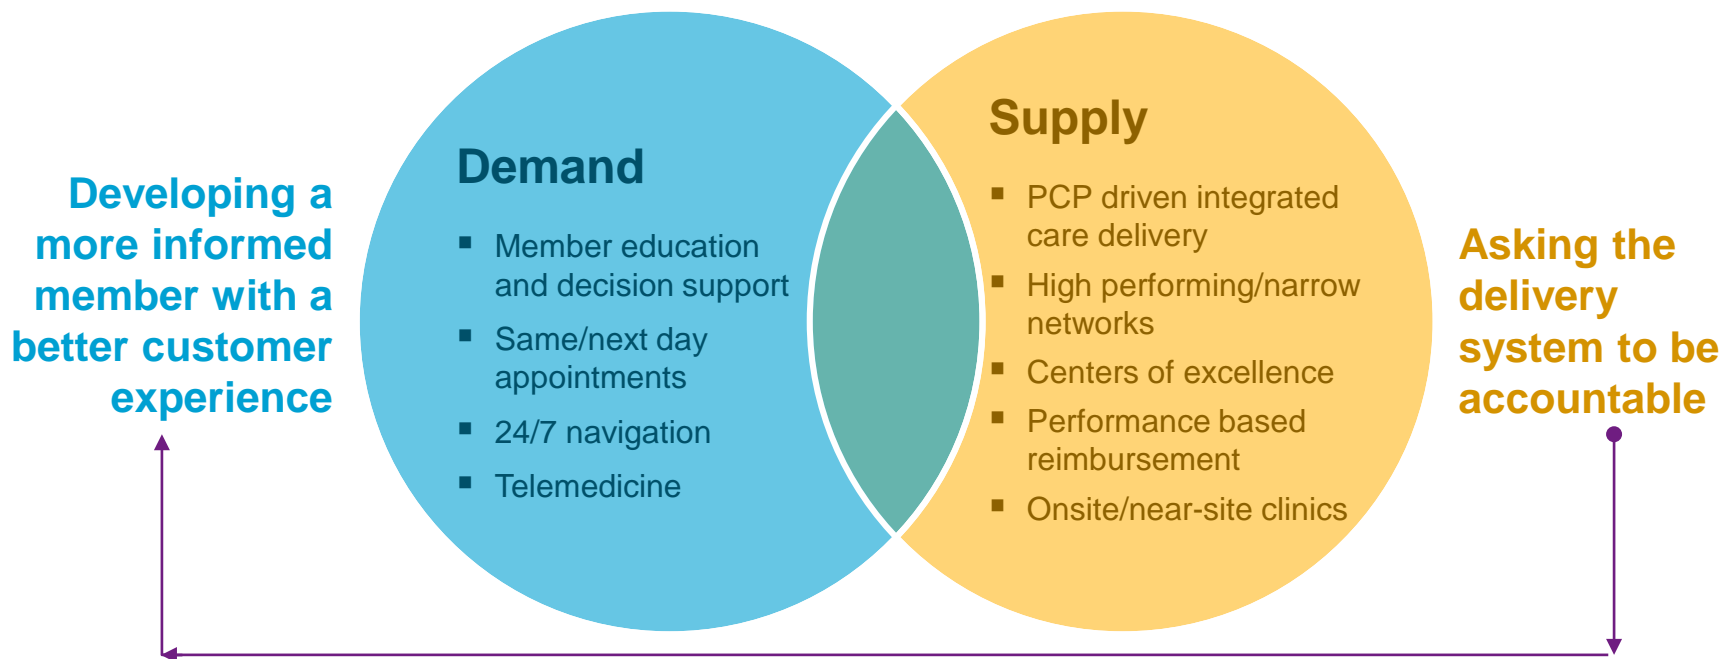 Developing a
more informed
member with a
better customer
experience
Demand
▪ Member education
and decision support
▪ Same/next day
appointments
▪ 24/7 navigation
▪ Telemedicine
Supply
▪ PCP driven integrated
care delivery
▪ High performing/narrow
networks
▪ Centers of excellence
▪ Performance based
reimbursement
▪ Onsite/near-site clinics
Asking the
delivery
system to be
accountable